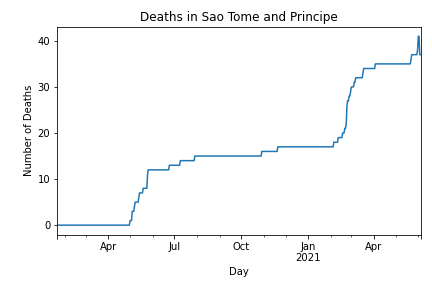 Deaths in Sao Tome and Principe
40
30
20
10
0
Number of Deaths
Apr
Jul
Oct
Jan
2021
Apr
Day